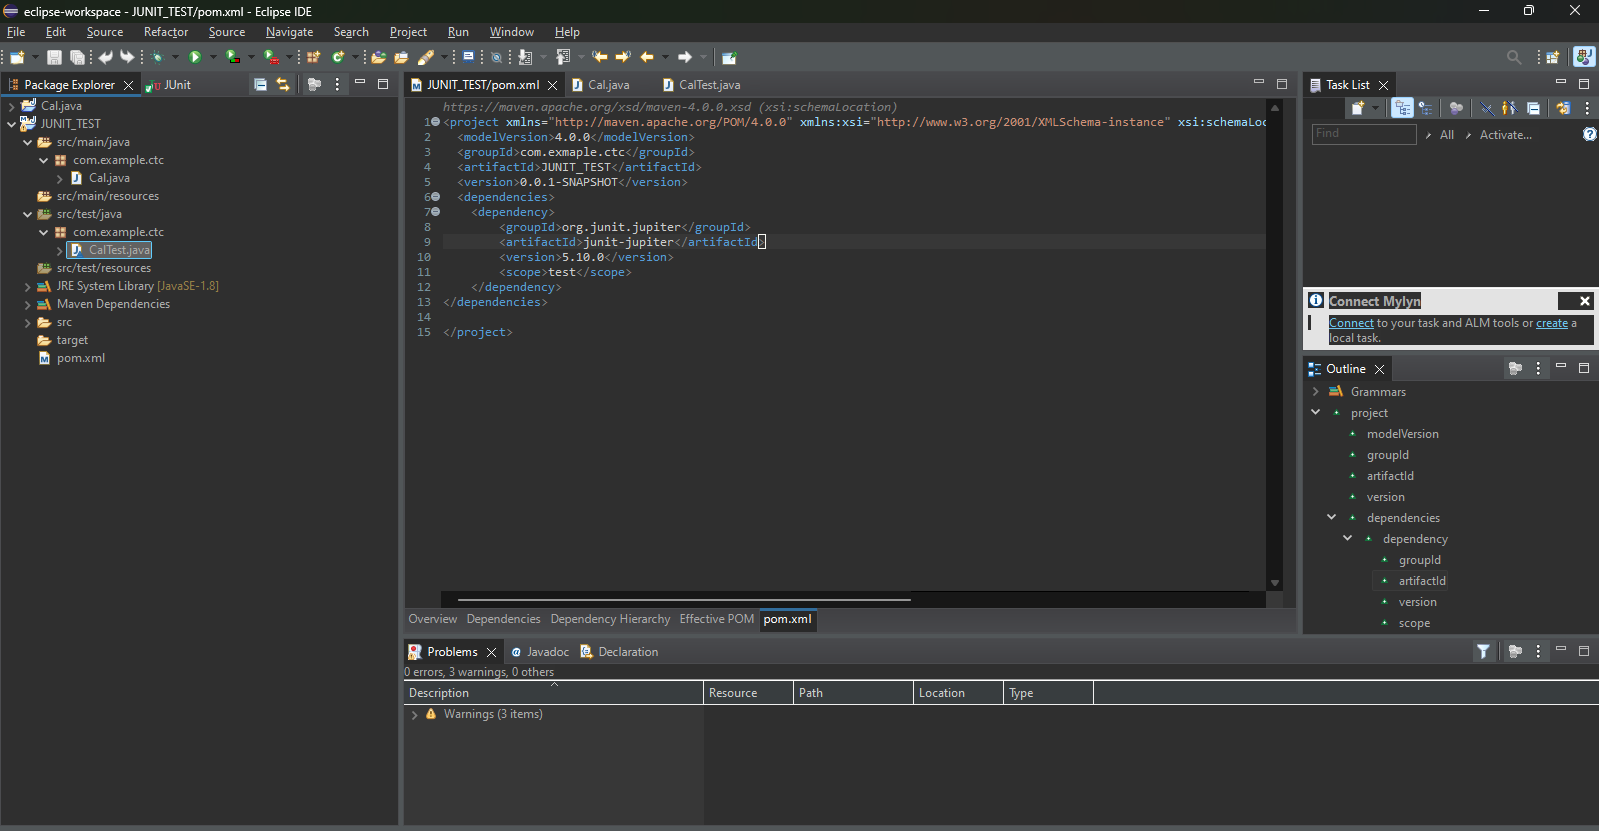 eclipse-workspace - JUNIT_TEST/pom.xml - Eclipse IDE
File Edit Source Refactor Source Navigate Search Project Run Window Help
Package Explorer
JUnit
Cal.java
JUNIT_TEST
src/main/java
com.example.ctc
Cal.java
src/main/resources
src/test/java
com.example.ctc
CalTest.java
src/test/resources
JRE System Library [JavaSE-1.8]
Maven Dependencies
src
target
pom.xml
JUNIT_TEST/pom.xml
Cal.java
CalTest.java
https://maven.apache.org/xsd/maven-4.0.0.xsd (xsi:schemaLocation)
1 <project xmlns="http://maven.apache.org/POM/4.0.0" xmlns:xsi="http://www.w3.org/2001/XMLSchema-instance" xsi:schemaLoc
2 <modelVersion>4.0.0</modelVersion>
3 <groupId>com.exmaple.ctc</groupId>
4 <artifactId>JUNIT_TEST</artifactId>
5 <version>0.0.1-SNAPSHOT</version>
6 <dependencies>
7 <dependency>
8 <groupId>org.junit.jupiter</groupId>
9 <artifactId>junit-jupiter</artifactId>
10 <version>5.10.0</version>
11 <scope>test</scope>
12 </dependency>
13 </dependencies>
14
15 </project>
Overview Dependencies Dependency Hierarchy Effective POM pom.xml
Task List
Find
All
Activate...
Connect Mylyn
Connect to your task and ALM tools or create a
local task.
Outline
Grammars
project
modelVersion
groupId
artifactId
version
dependencies
dependency
groupId
artifactId
version
scope
Problems
Javadoc
Declaration
0 errors, 3 warnings, 0 others
Description Resource Path Location Type
Warnings (3 items)